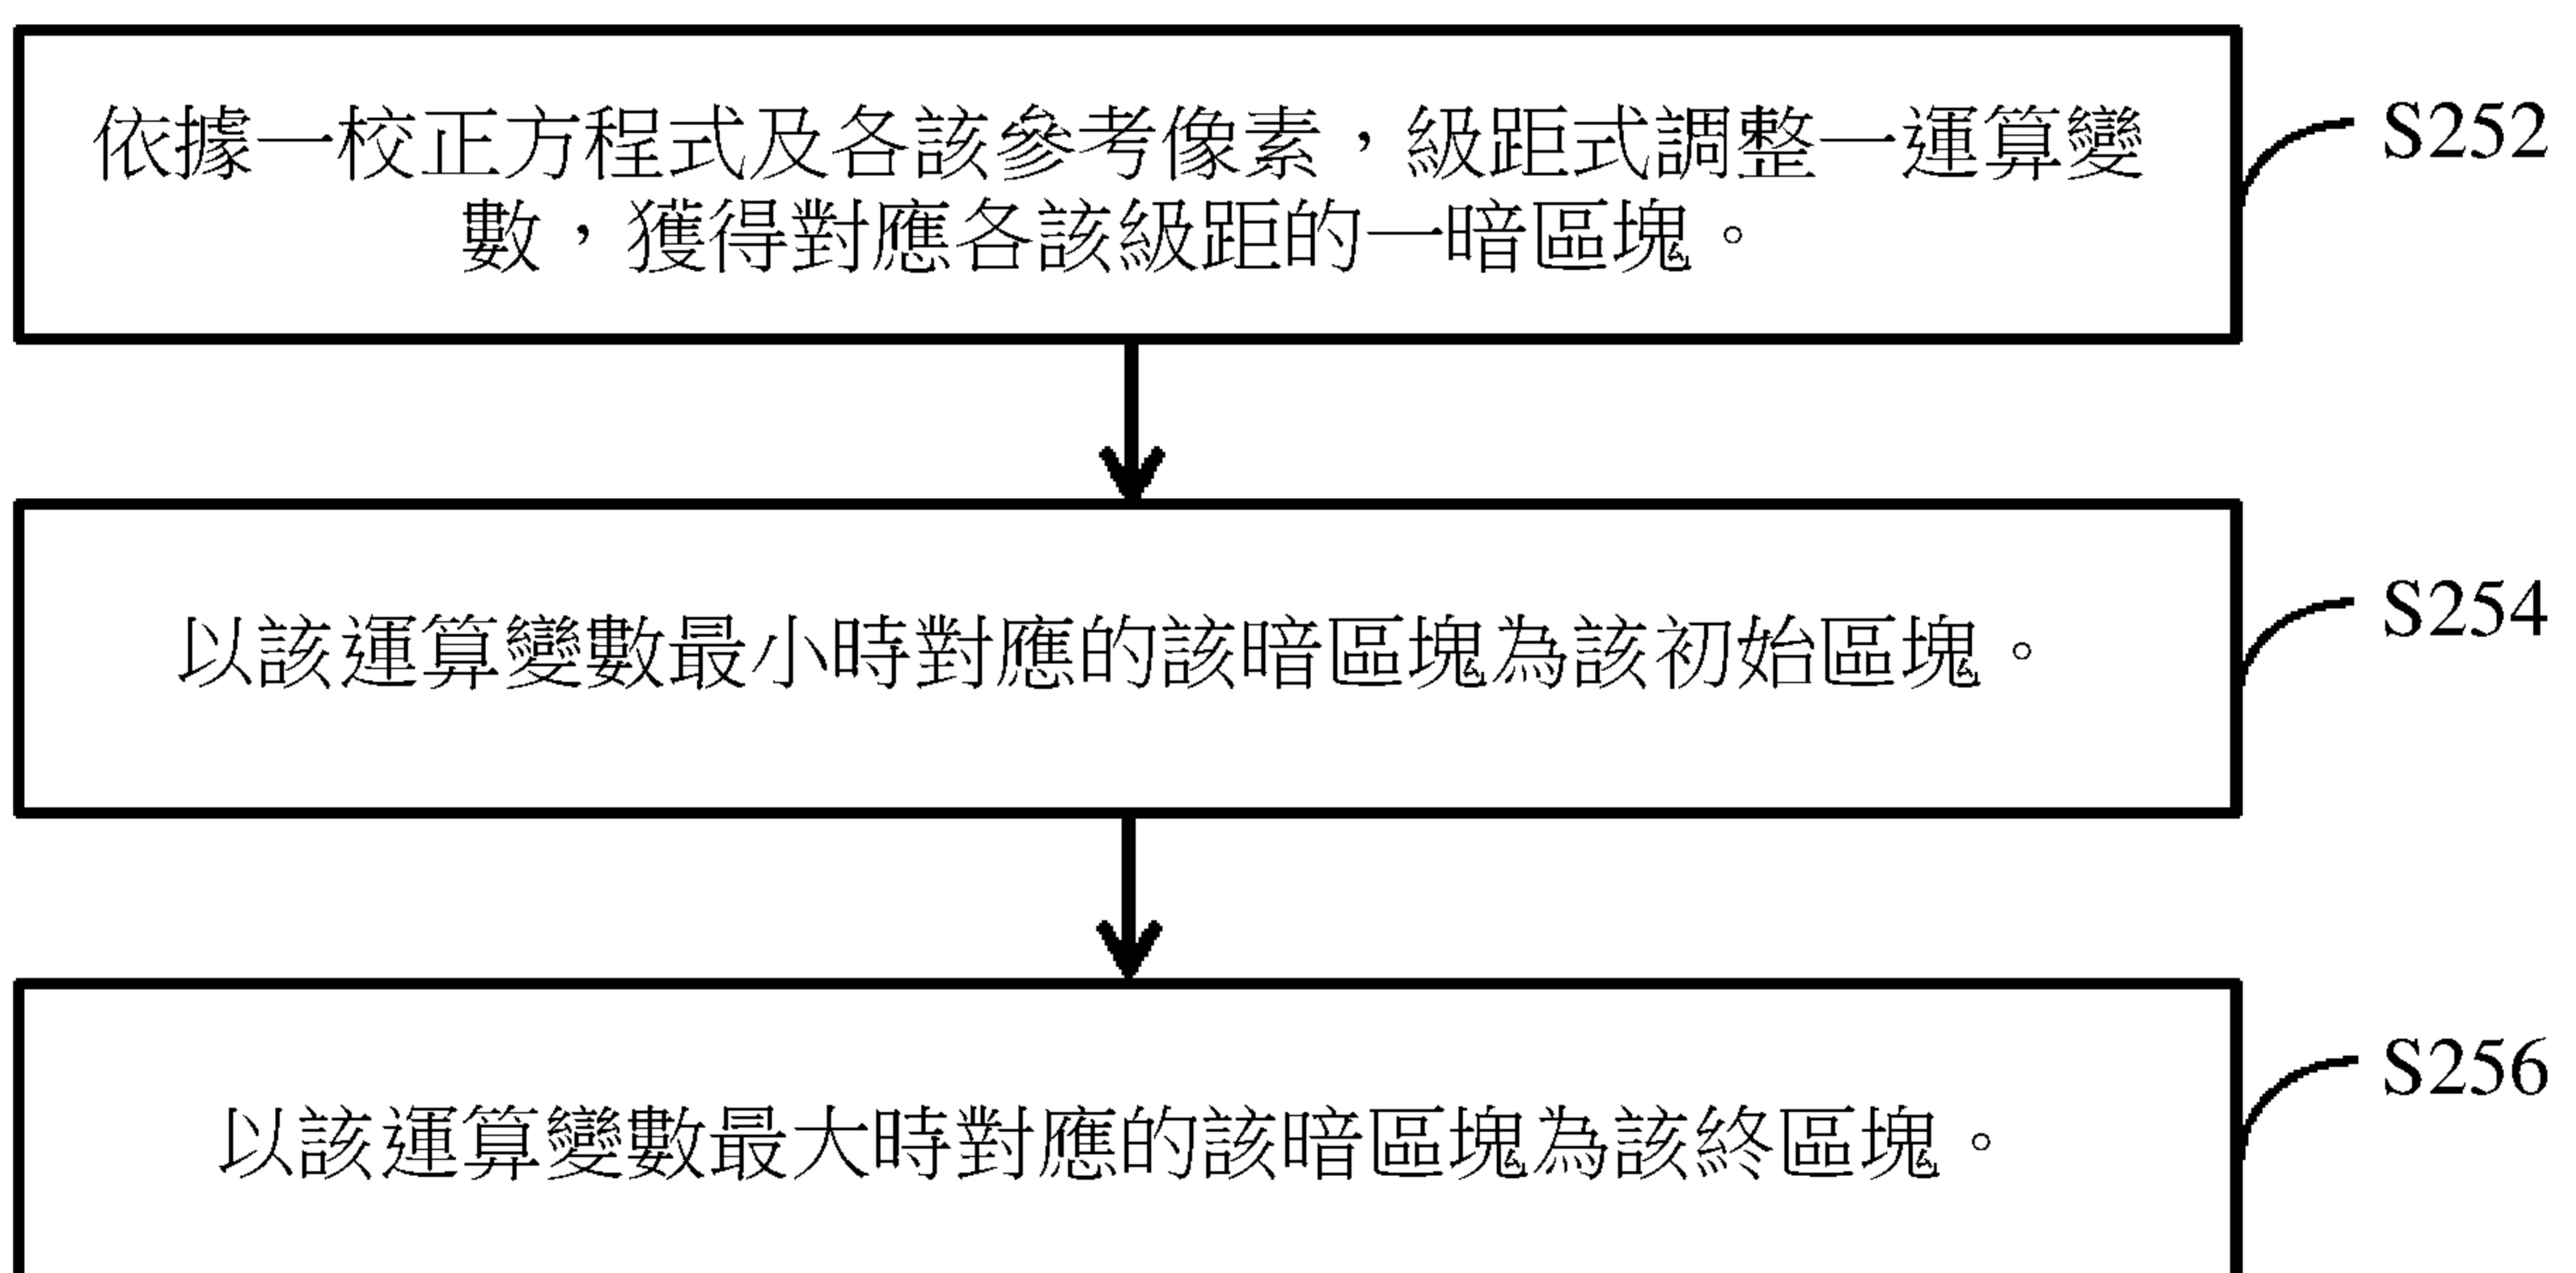 依據一校正方程式及各該參考像素，級距式調整一運算變
數，獲得對應各該級距的一暗區塊。
S252
以該運算變數最小時對應的該暗區塊為該初始區塊。
S254
以該運算變數最大時對應的該暗區塊為該終區塊。
S256